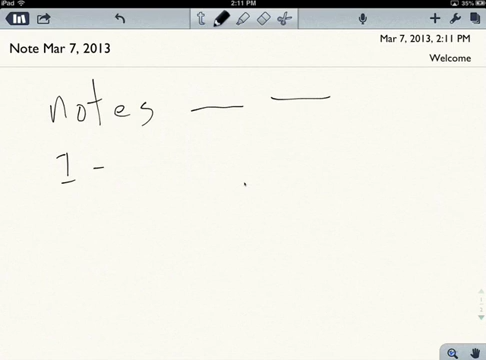 iPad 2:11 PM 35%
t
Note Mar 7, 2013
Mar 7, 2013, 2:11 PM
Welcome
notes — —
1 -